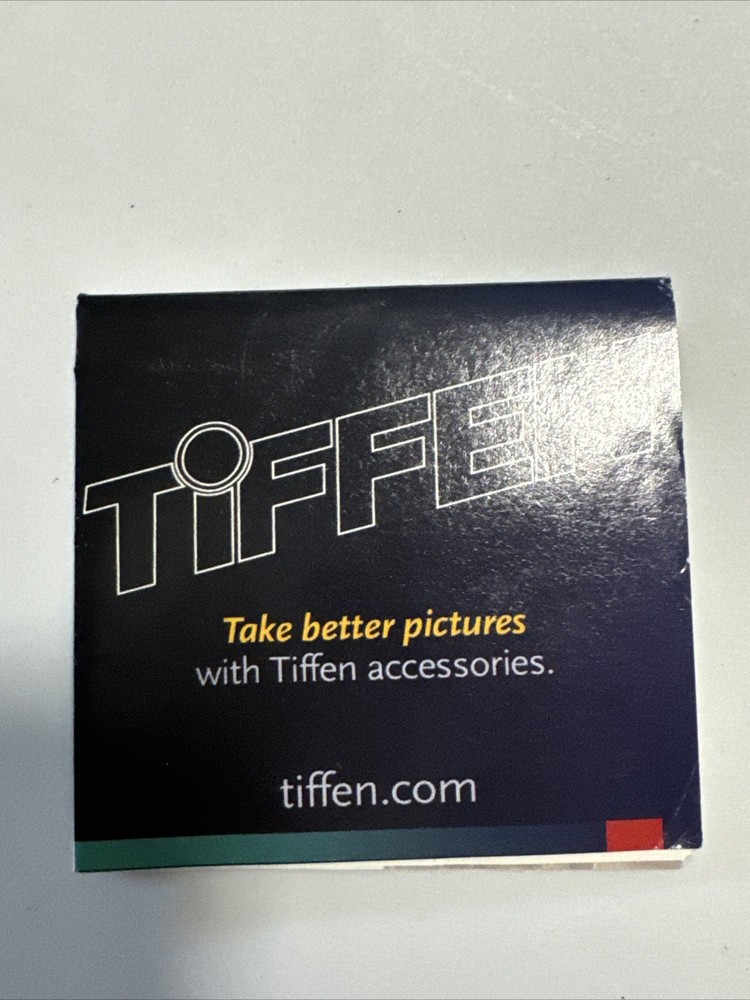 TiFFEN
Take better pictures
with Tiffen accessories.
tiffen.com